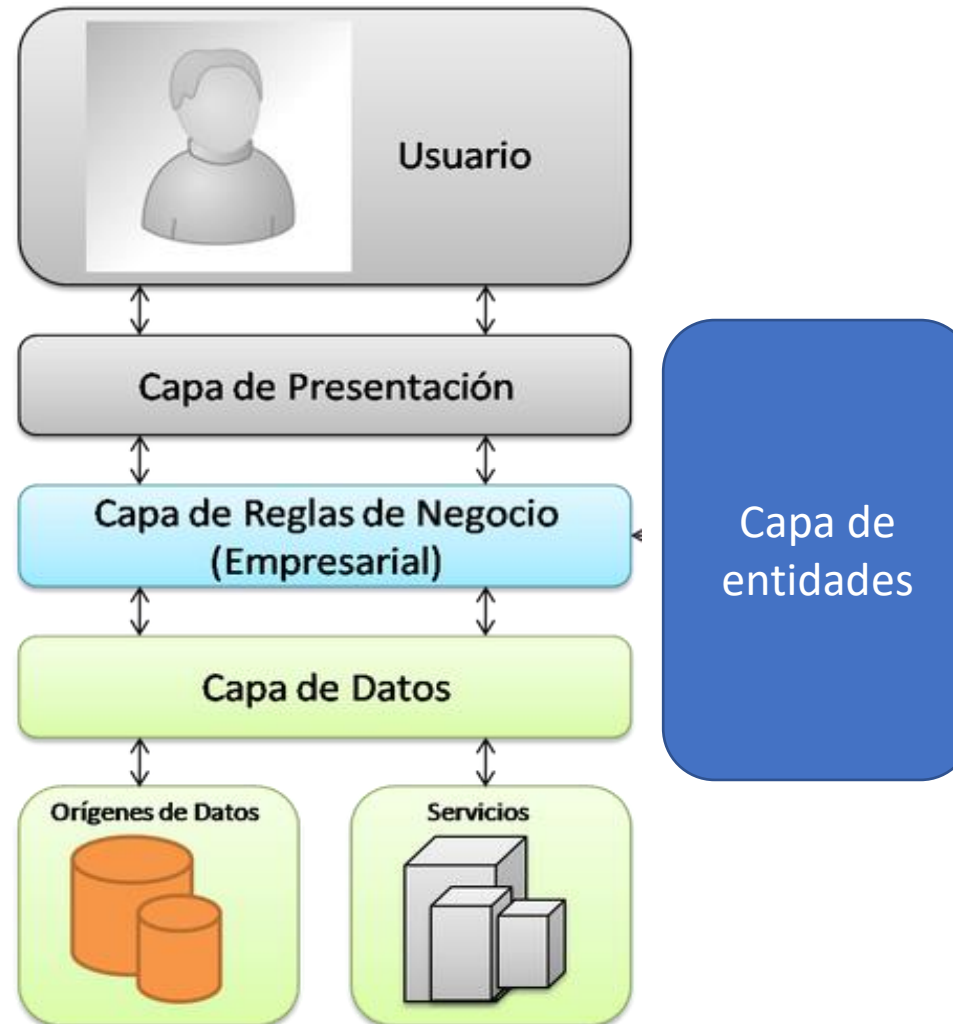 Usuario
Capa de Presentación
Capa de Reglas de Negocio
(Empresarial)
Capa de
entidades
Capa de Datos
Orígenes de Datos
Servicios